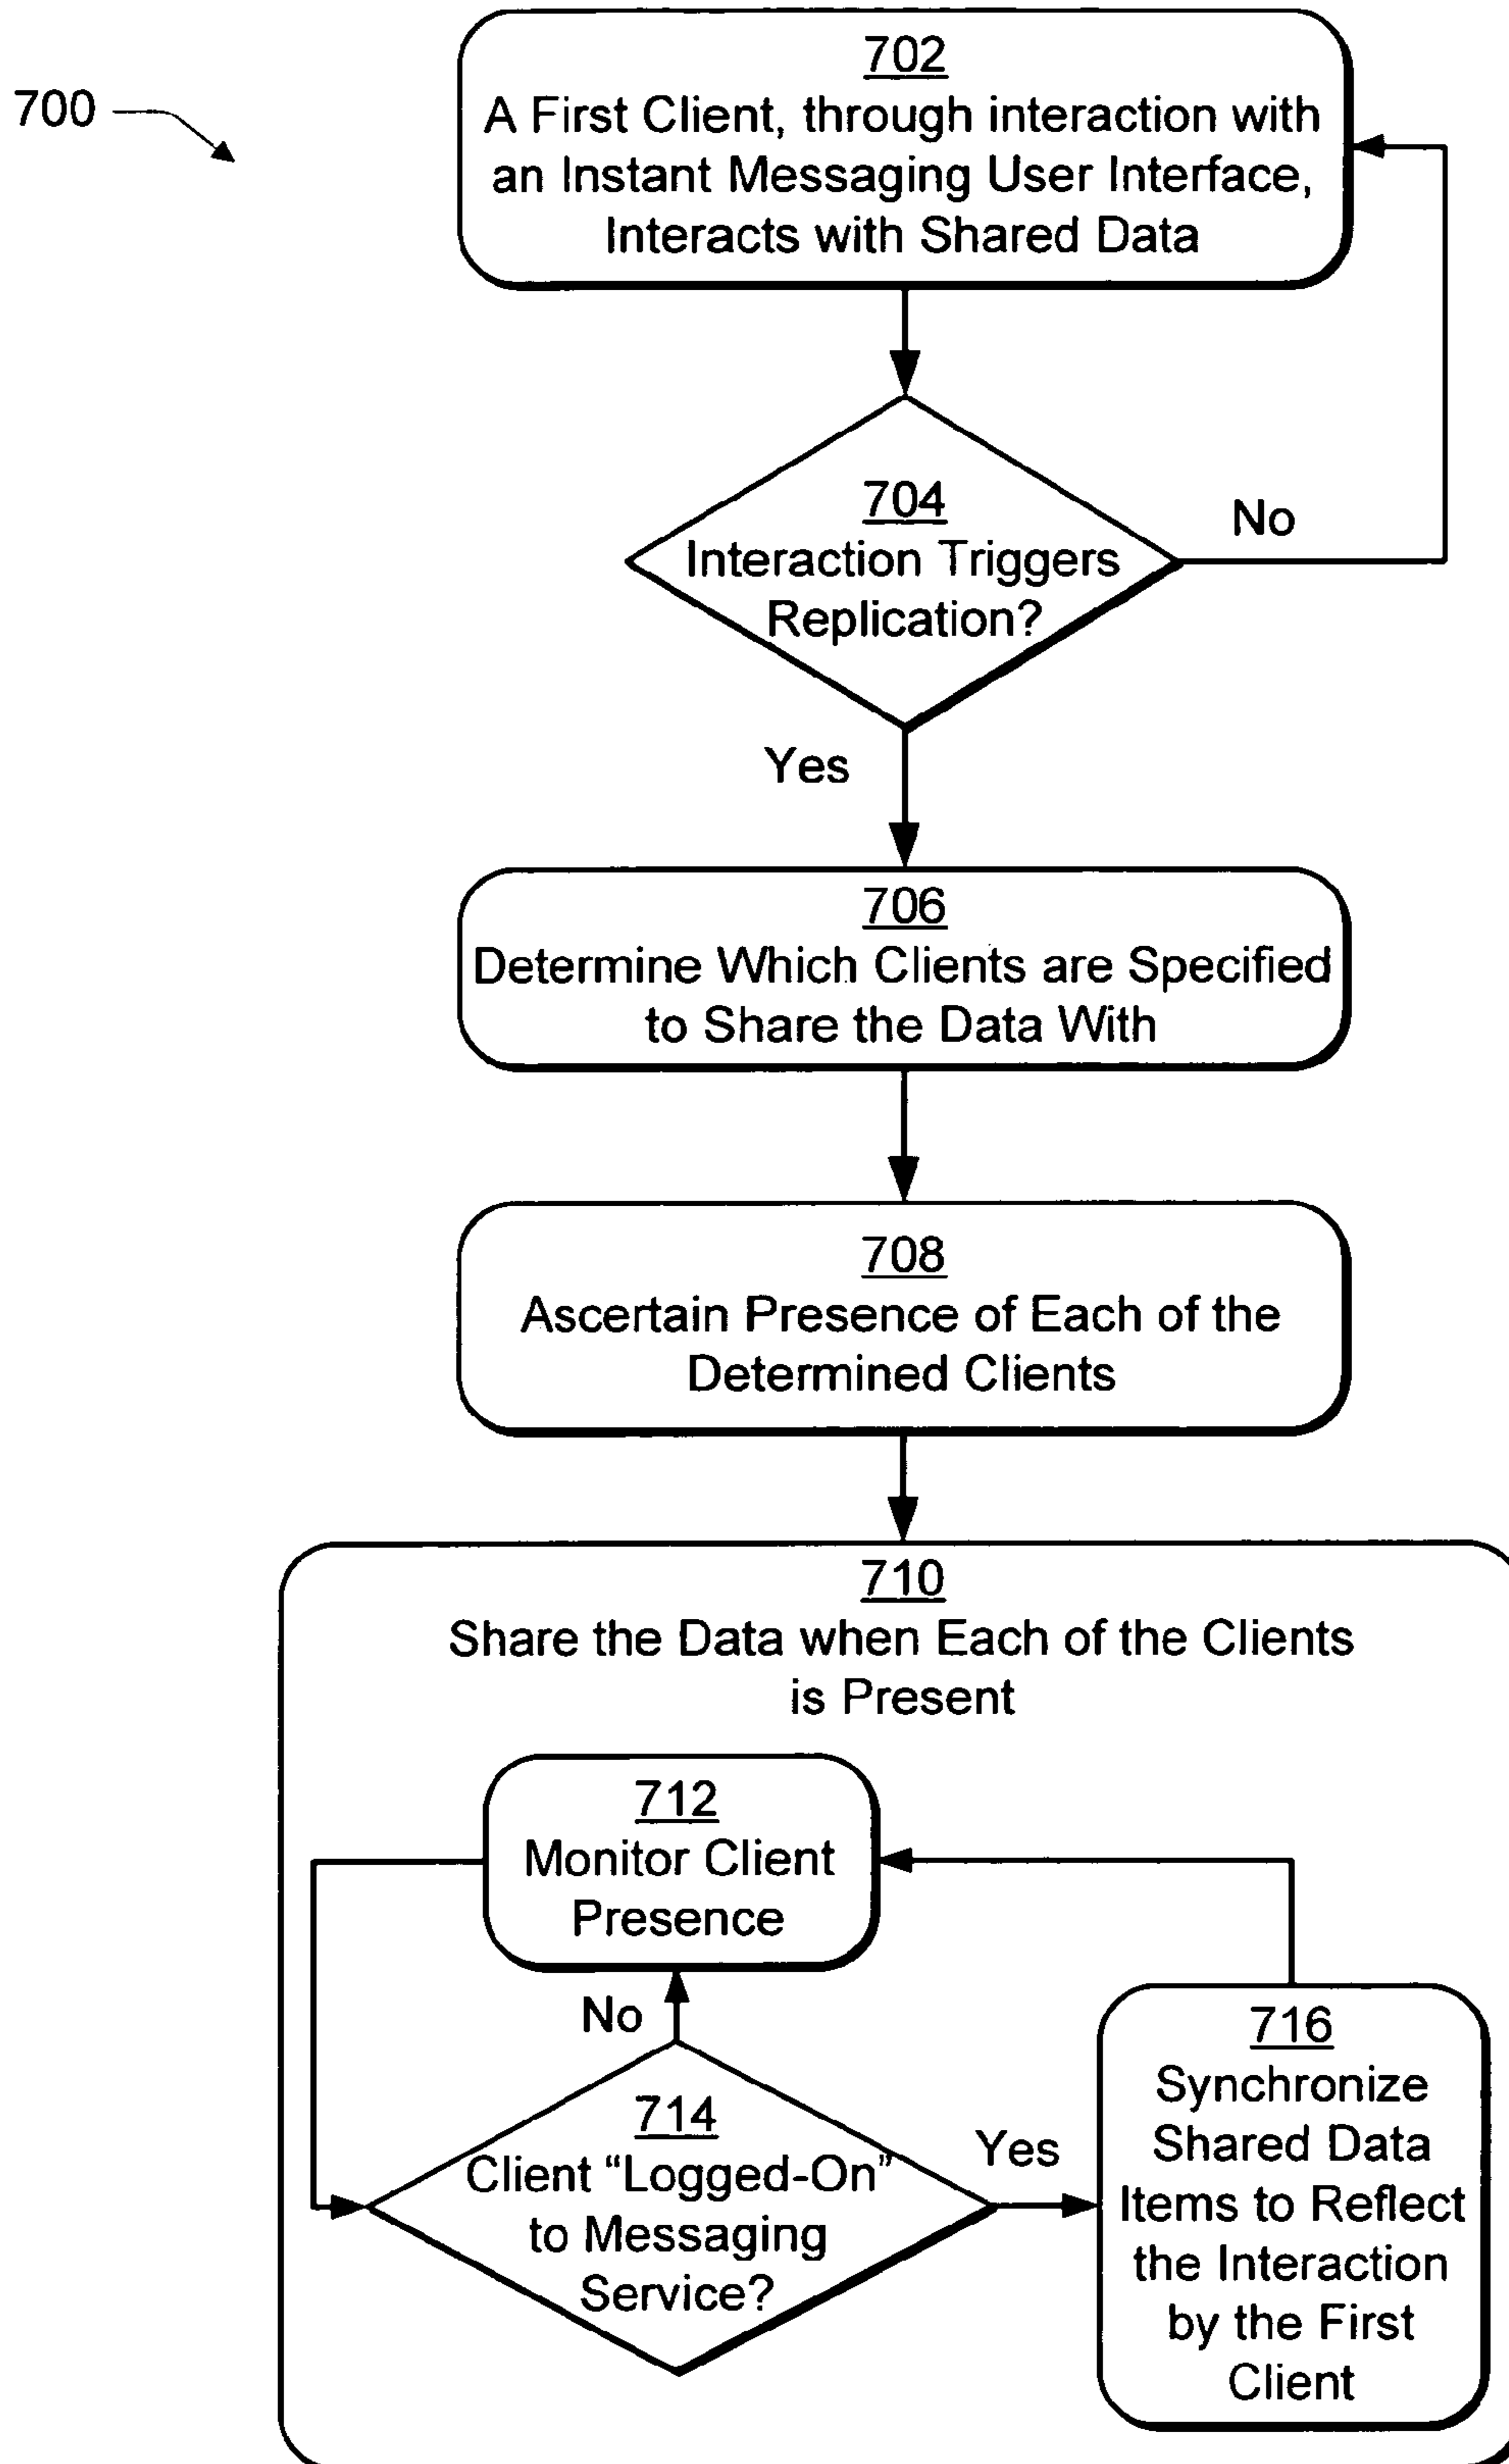 700
702
A First Client, through interaction with
an Instant Messaging User Interface,
Interacts with Shared Data
704
Interaction Triggers
Replication?
No
Yes
706
Determine Which Clients are Specified
to Share the Data With
708
Ascertain Presence of Each of the
Determined Clients
710
Share the Data when Each of the Clients
is Present
712
Monitor Client
Presence
No
714
Client “Logged-On”
to Messaging
Service?
Yes
716
Synchronize
Shared Data
Items to Reflect
the Interaction
by the First
Client